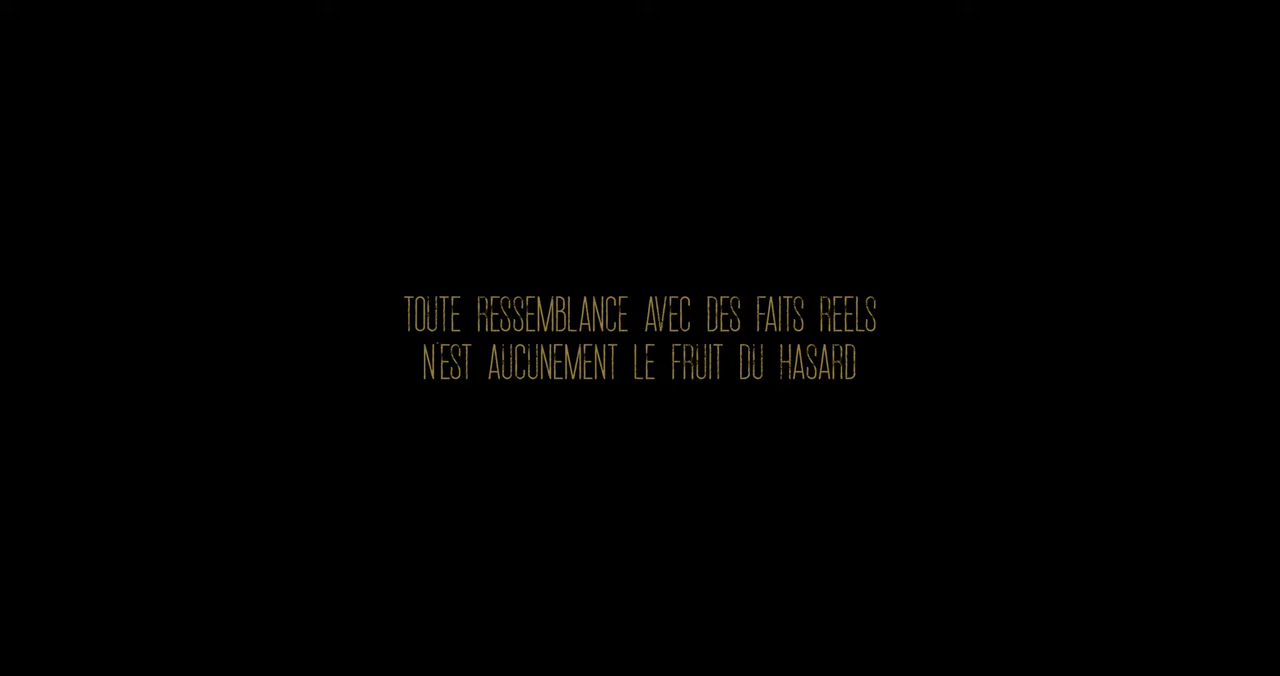 TOUTE RESSEMBLANCE AVEC DES FAITS REELS
N'EST AUCUNEMENT LE FRUIT DU HASARD